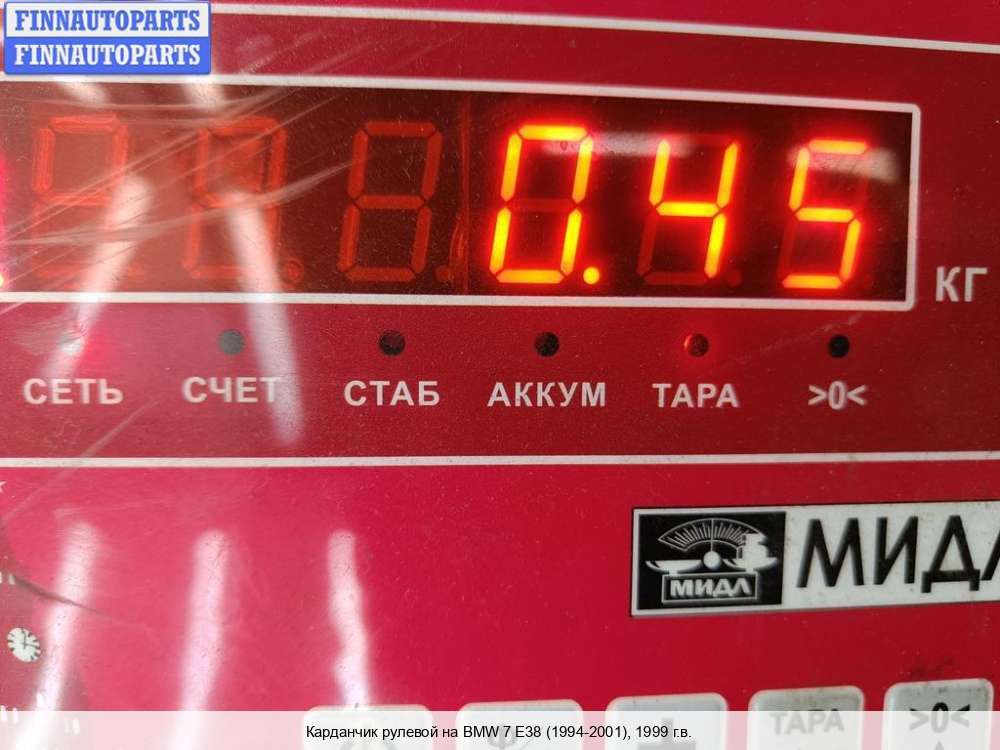 FINNAUTOPARTS
FINNAUTOPARTS
0.45
КГ
СЕТЬ СЧЕТ СТАБ АККУМ ТАРА >0<
МИДЛ МИДЛ
ТАРА >0<
Карданчик рулевой на BMW 7 E38 (1994-2001), 1999 г.в.